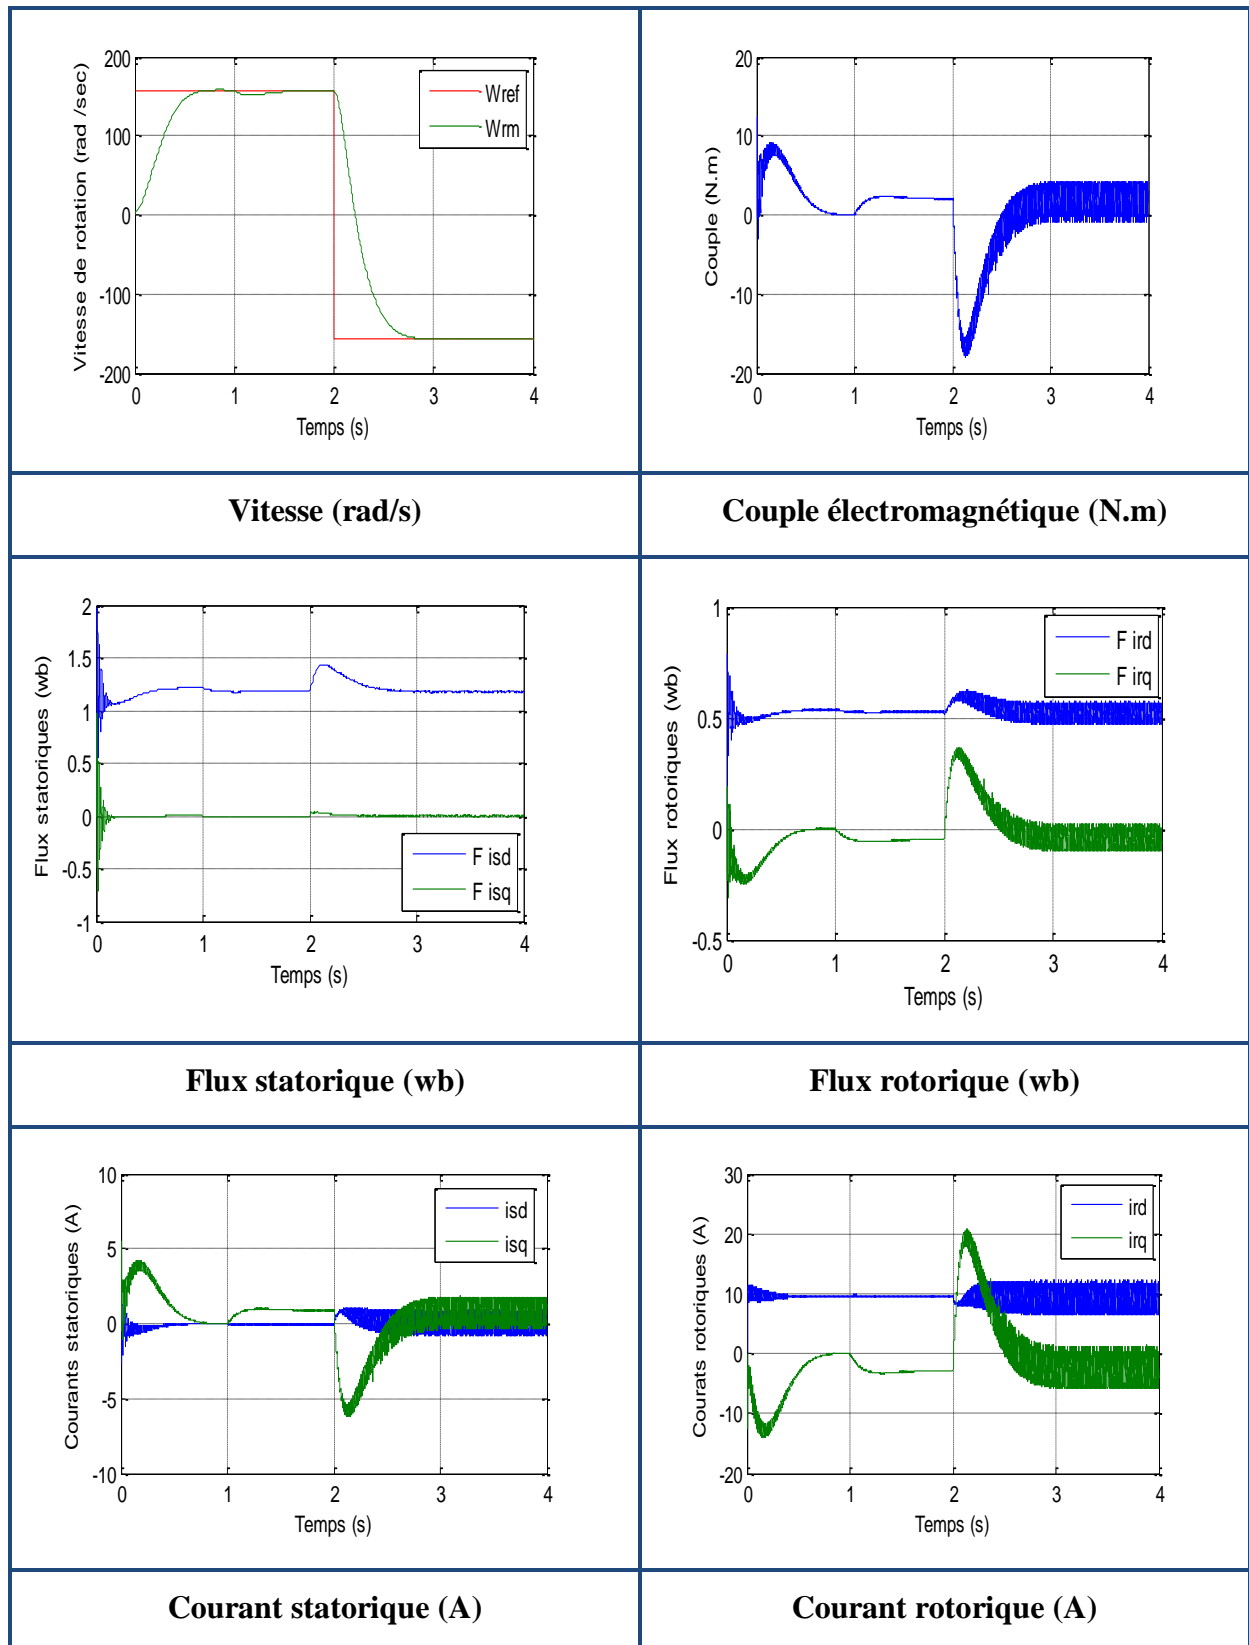 200
100
0
-100
-200
0 1 2 3 4
Vitesse de rotation (rad /sec)
Temps (s)
Wref
Wrm
20
10
0
-10
-20
0 1 2 3 4
Couple (N.m)
Temps (s)
Vitesse (rad/s)
Couple électromagnétique (N.m)
2
1.5
1
0.5
0
-0.5
-1
0 1 2 3 4
Flux statoriques (wb)
Temps (s)
F isd
F isq
1
0.5
0
-0.5
0 1 2 3 4
Flux rotoriques (wb)
Temps (s)
F ird
F irq
Flux statorique (wb)
Flux rotorique (wb)
10
5
0
-5
-10
0 1 2 3 4
Courants statoriques (A)
Temps (s)
isd
isq
30
20
10
0
-10
-20
0 1 2 3 4
Courats rotoriques (A)
Temps (s)
ird
irq
Courant statorique (A)
Courant rotorique (A)